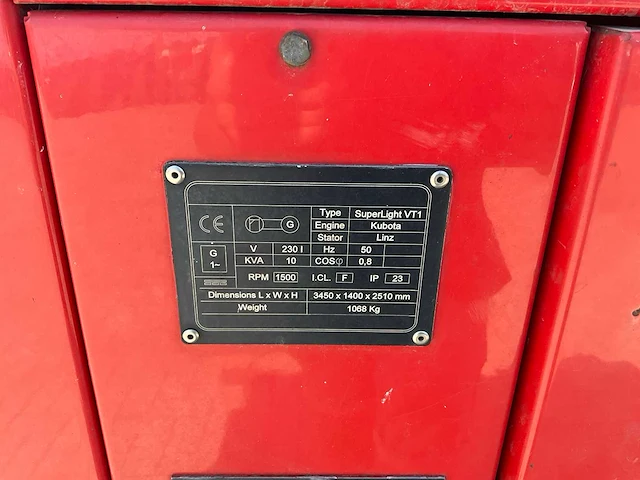 CE G Type SuperLight VT1
Engine Kubota
Stator Linz
G
1~
V 230 I Hz 50
KVA 10 COSφ 0,8
RPM 1500 I.CL. F IP 23
Dimensions L x W x H 3450 x 1400 x 2510 mm
Weight 1068 Kg